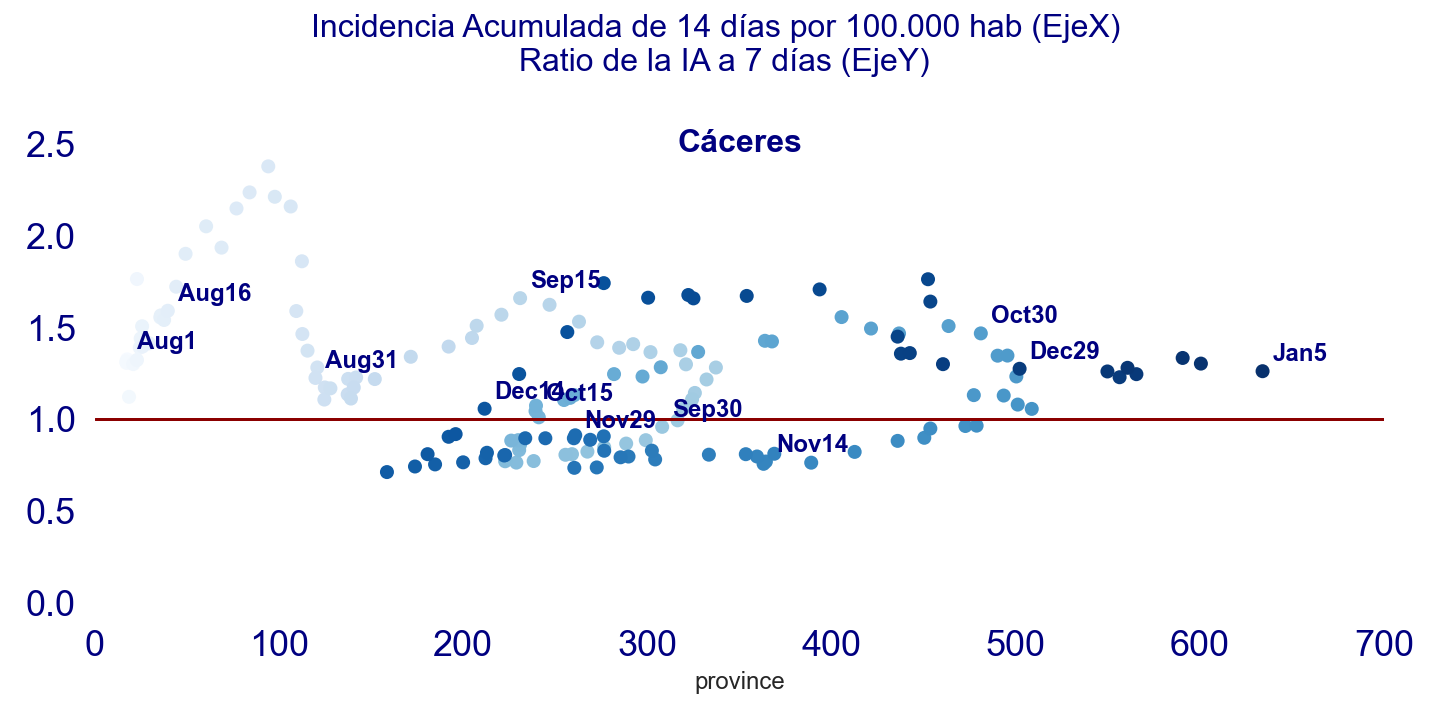 Incidencia Acumulada de 14 días por 100.000 hab (EjeX)
Ratio de la IA a 7 días (EjeY)
Cáceres
2.5
2.0
1.5
1.0
0.5
0.0
Aug16
Aug1
Aug31
Sep15
Oct30
Dec29
Jan5
Dec14
Oct15
Nov29
Sep30
Nov14
0 100 200 300 400 500 600 700
province